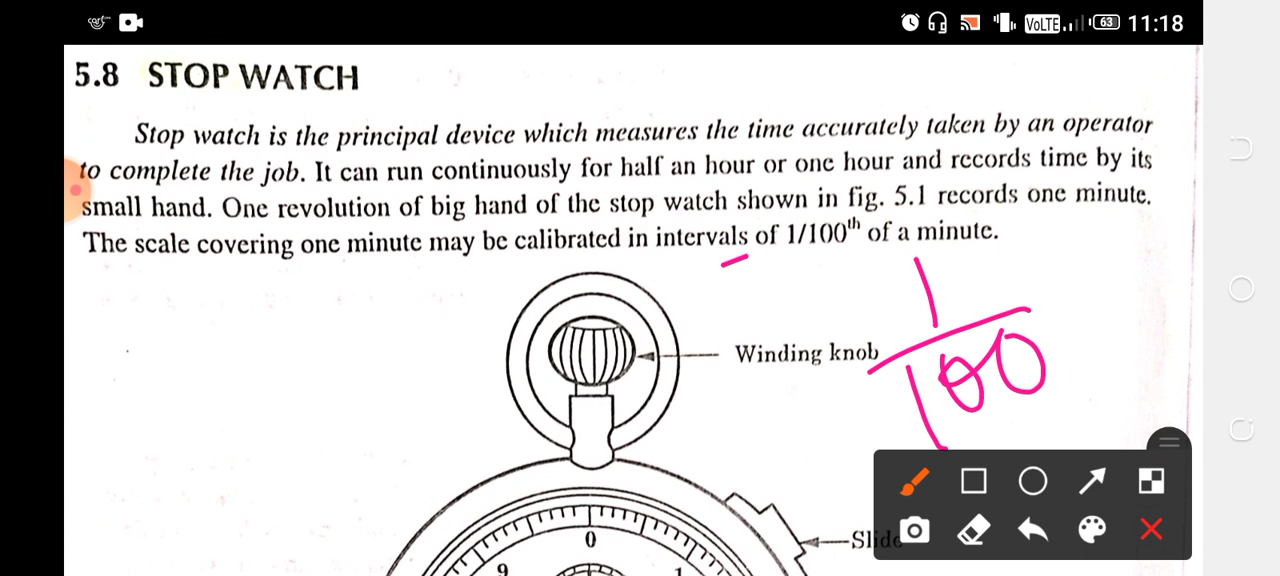 VoLTE 63 11:18
5.8 STOP WATCH
Stop watch is the principal device which measures the time accurately taken by an operator
to complete the job. It can run continuously for half an hour or one hour and records time by its
small hand. One revolution of big hand of the stop watch shown in fig. 5.1 records one minute.
The scale covering one minute may be calibrated in intervals of 1/100th of a minute.
1
100
Winding knob
Slide
0
9
1